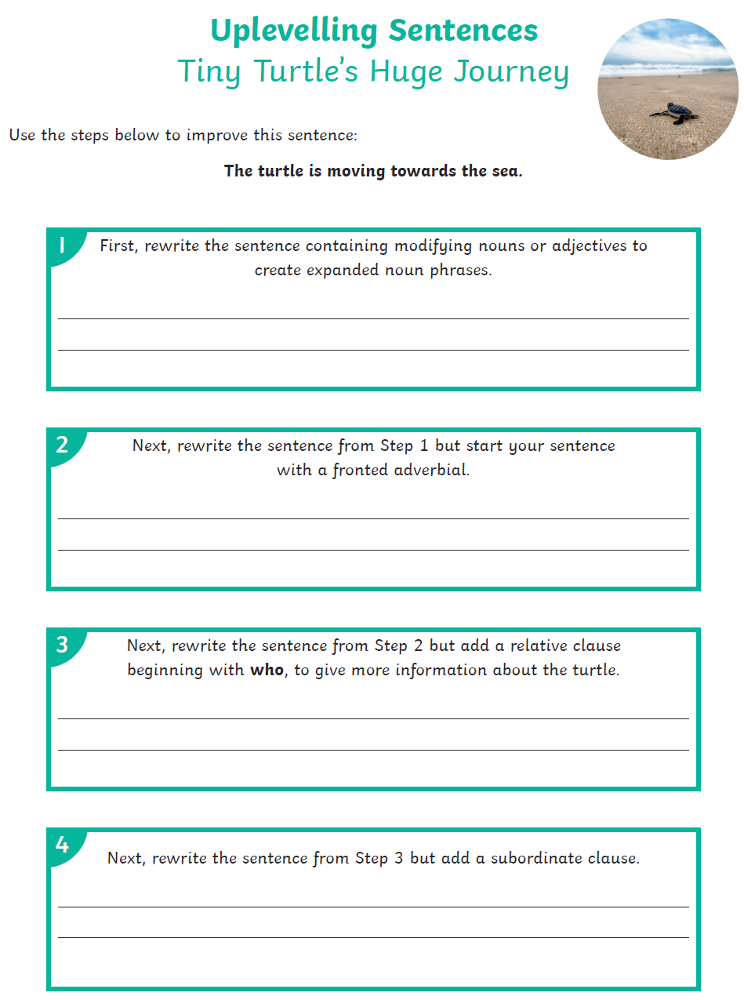 Uplevelling Sentences
Tiny Turtle’s Huge Journey
Use the steps below to improve this sentence:
The turtle is moving towards the sea.
1
First, rewrite the sentence containing modifying nouns or adjectives to
create expanded noun phrases.
2
Next, rewrite the sentence from Step 1 but start your sentence
with a fronted adverbial.
3
Next, rewrite the sentence from Step 2 but add a relative clause
beginning with who, to give more information about the turtle.
4
Next, rewrite the sentence from Step 3 but add a subordinate clause.